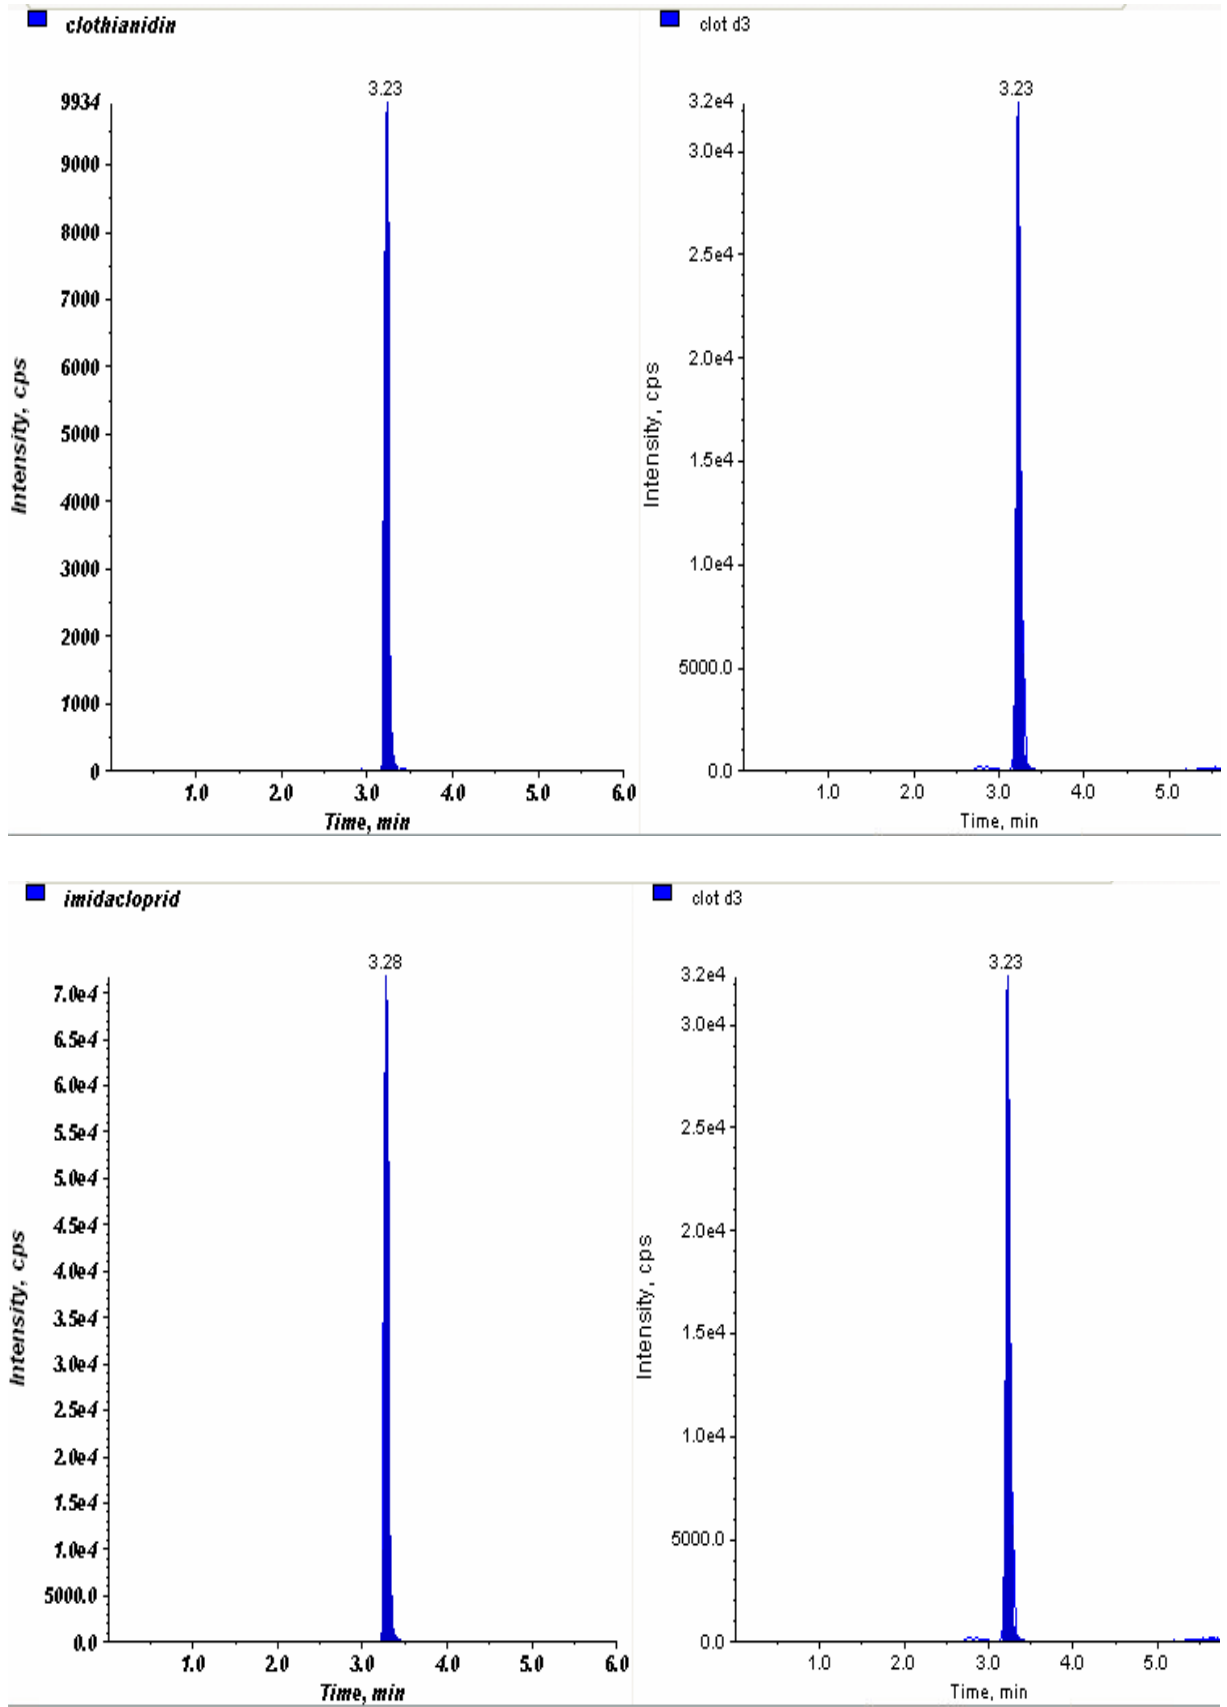 clothianidin
3.23
9934
9000
8000
7000
6000
5000
4000
3000
2000
1000
0
Intensity, cps
1.0 2.0 3.0 4.0 5.0 6.0
Time, min
clot d3
3.23
3.2e4
3.0e4
2.5e4
2.0e4
1.5e4
1.0e4
5000.0
0.0
Intensity, cps
1.0 2.0 3.0 4.0 5.0
Time, min
imidacloprid
3.28
7.0e4
6.5e4
6.0e4
5.5e4
5.0e4
4.5e4
4.0e4
3.5e4
3.0e4
2.5e4
2.0e4
1.5e4
1.0e4
5000.0
0.0
Intensity, cps
1.0 2.0 3.0 4.0 5.0 6.0
Time, min
clot d3
3.23
3.2e4
3.0e4
2.5e4
2.0e4
1.5e4
1.0e4
5000.0
0.0
Intensity, cps
1.0 2.0 3.0 4.0 5.0
Time, min